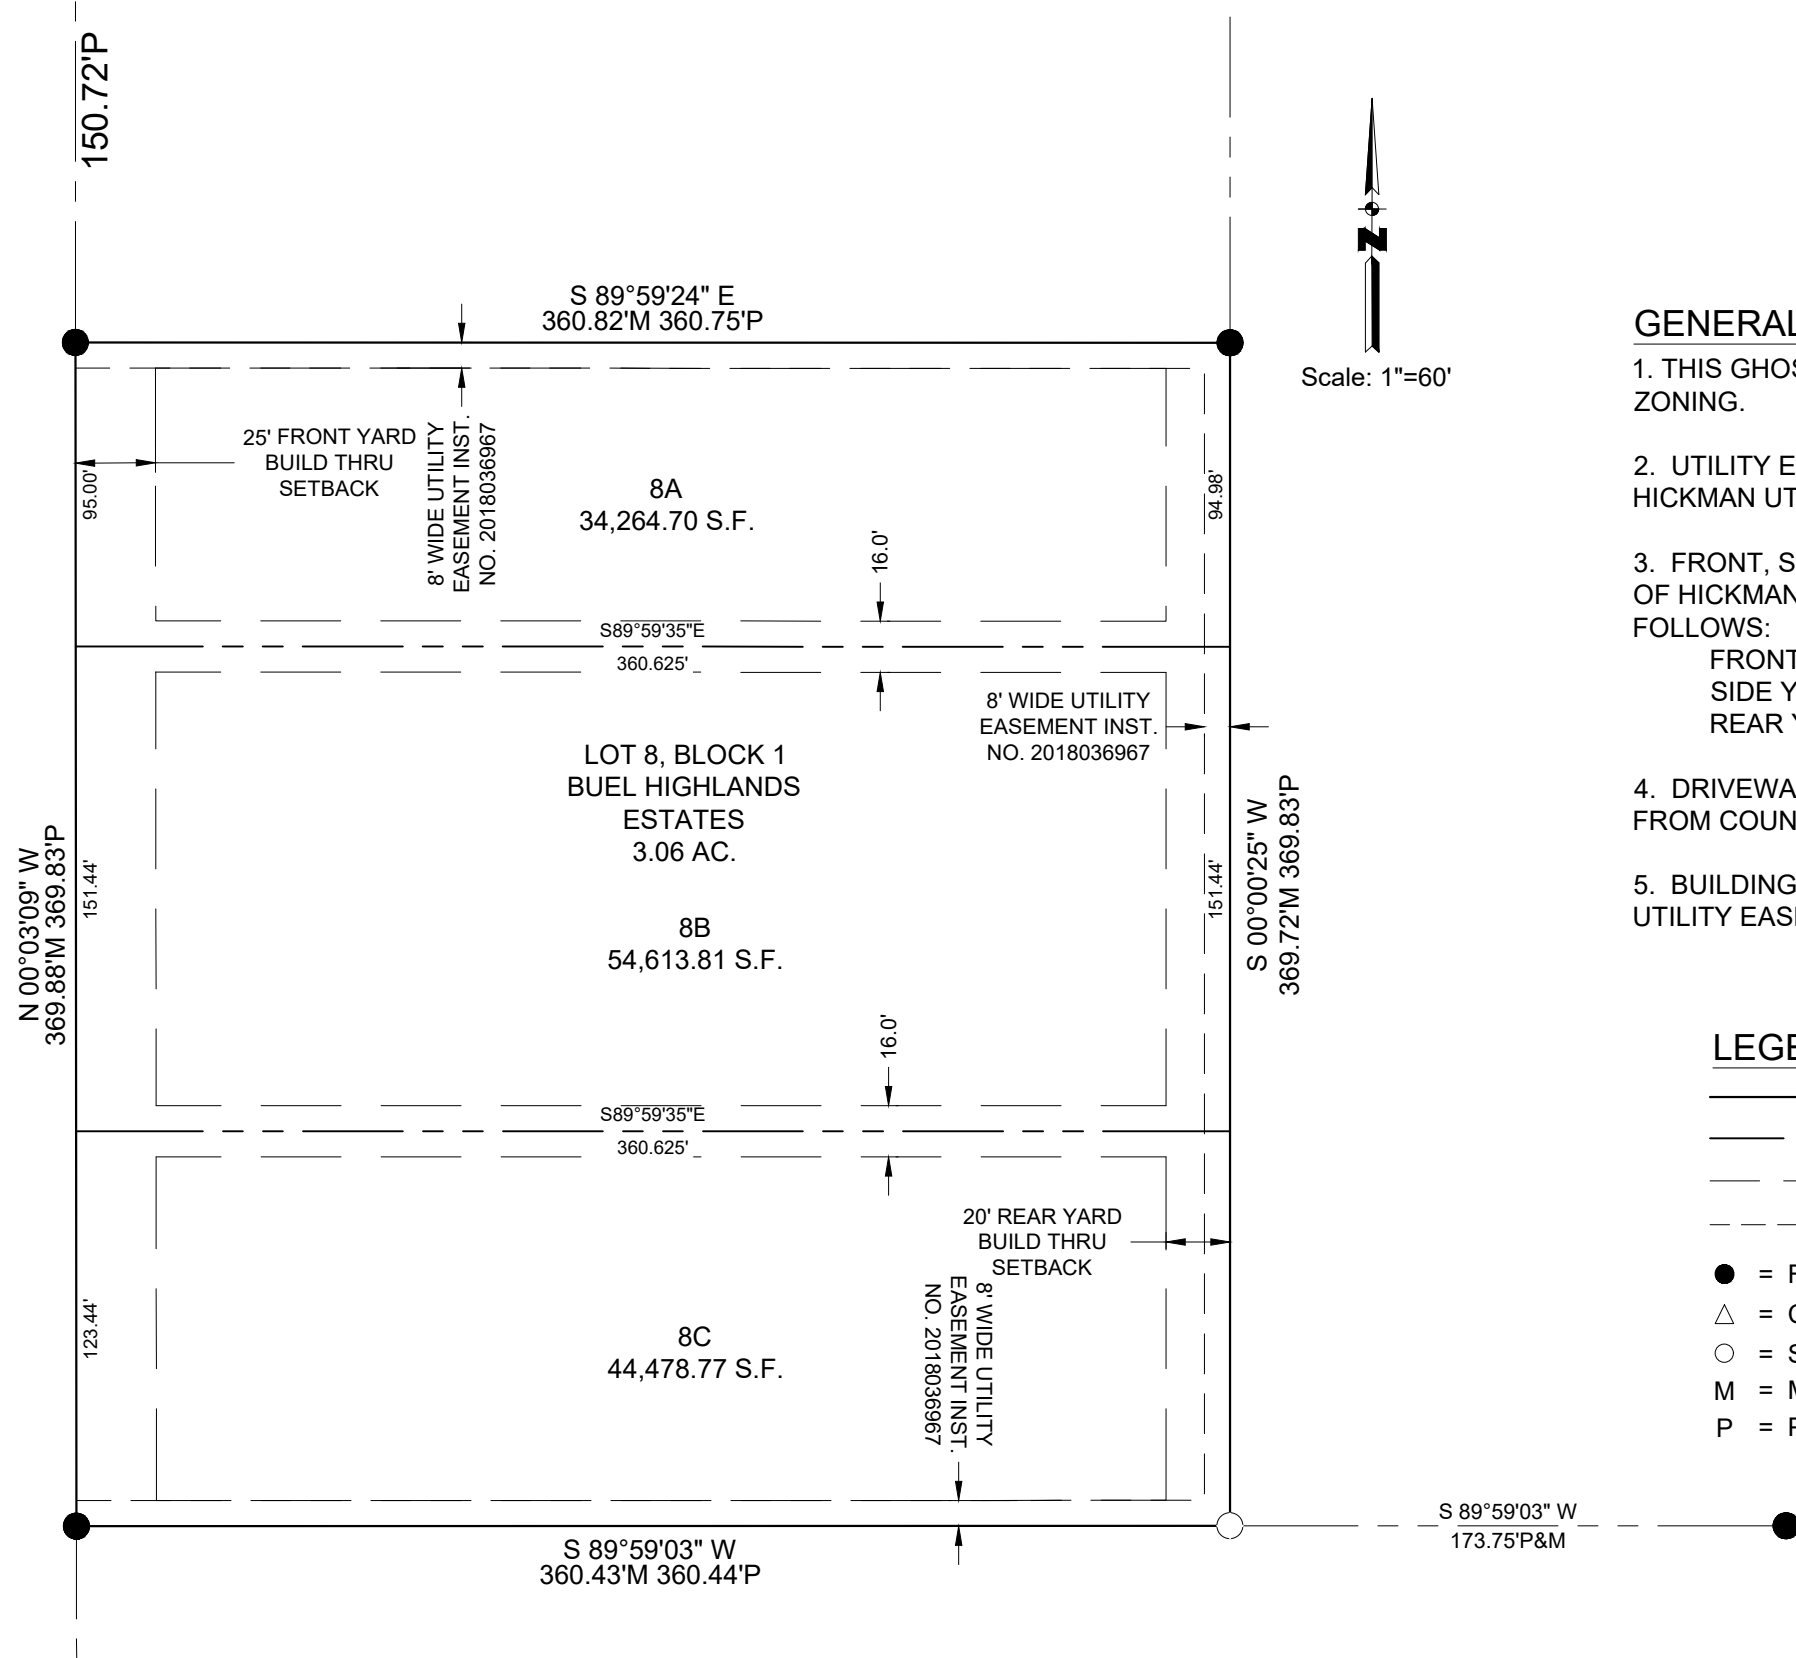 150.72'P
S 89°59'24" E
360.82'M 360.75'P
Scale: 1"=60'
25' FRONT YARD
BUILD THRU
SETBACK
8' WIDE UTILITY
EASEMENT INST.
NO. 2018036967
95.00'
8A
34,264.70 S.F.
94.98'
16.0'
S89°59'35"E
360.625'
8' WIDE UTILITY
EASEMENT INST.
NO. 2018036967
LOT 8, BLOCK 1
BUEL HIGHLANDS
ESTATES
3.06 AC.
N 00°03'09" W
369.88'M 369.83'P
151.44'
151.44'
S 00°00'25" W
369.72'M 369.83'P
8B
54,613.81 S.F.
16.0'
S89°59'35"E
360.625'
20' REAR YARD
BUILD THRU
SETBACK
8' WIDE UTILITY
EASEMENT INST.
NO. 2018036967
123.44'
8C
44,478.77 S.F.
S 89°59'03" W
360.43'M 360.44'P
S 89°59'03" W
173.75'P&M
N
GENERAL
1. THIS GHOS
ZONING.
2. UTILITY E
HICKMAN UT
3. FRONT, S
OF HICKMAN
FOLLOWS:
FRONT
SIDE Y
REAR Y
4. DRIVEWA
FROM COUN
5. BUILDING
UTILITY EAS
LEGE
= F
= C
= S
M = M
P = P